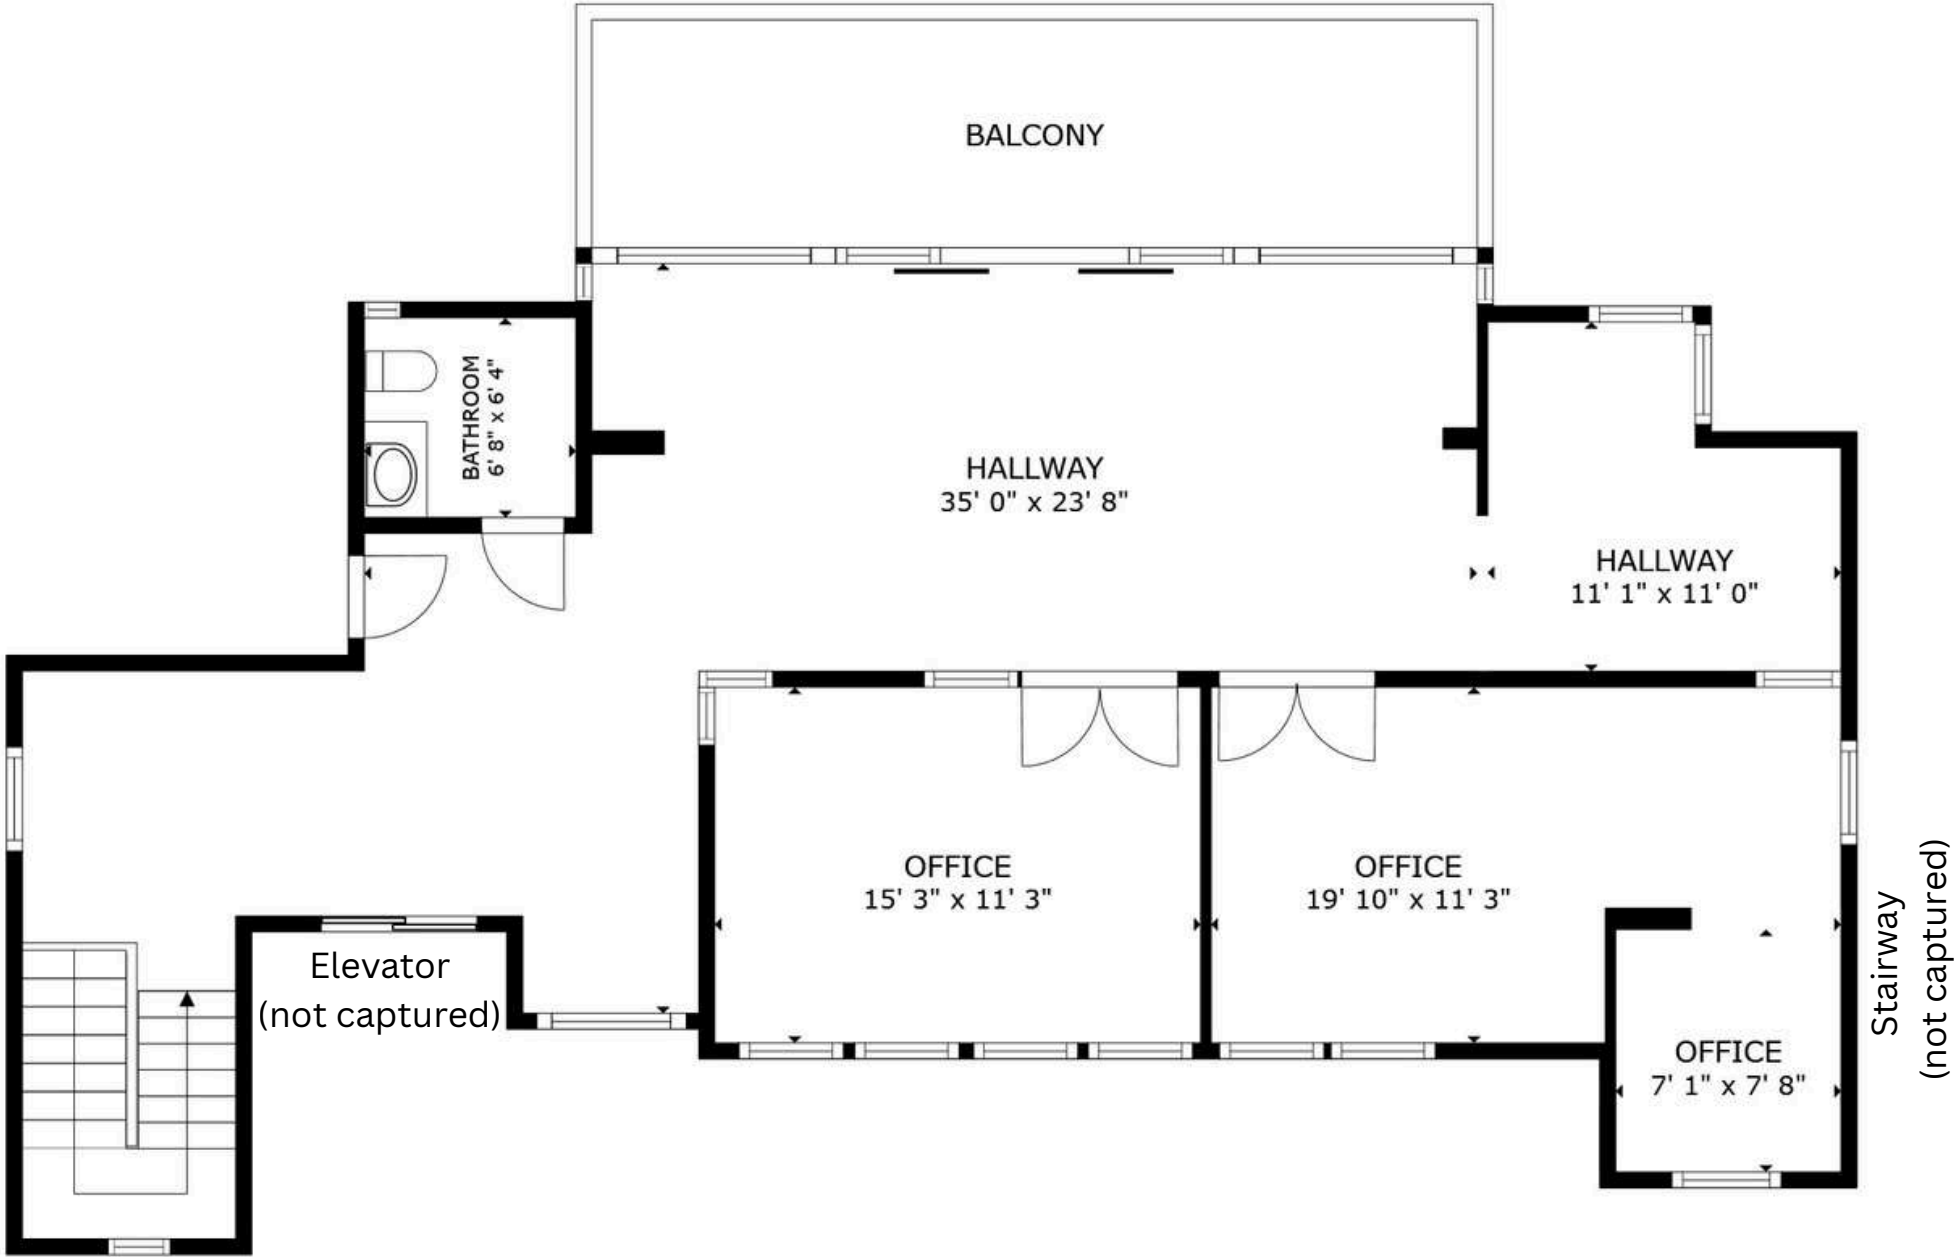 BALCONY
BATHROOM
6' 8" x 6' 4"
HALLWAY
35' 0" x 23' 8"
HALLWAY
11' 1" x 11' 0"
OFFICE
15' 3" x 11' 3"
OFFICE
19' 10" x 11' 3"
Elevator
(not captured)
OFFICE
7' 1" x 7' 8"
Stairway
(not captured)